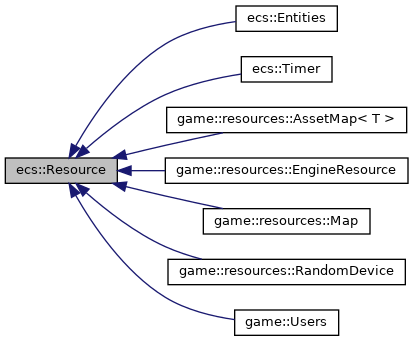 ecs::Entities
ecs::Timer
game::resources::AssetMap< T >
ecs::Resource
game::resources::EngineResource
game::resources::Map
game::resources::RandomDevice
game::Users